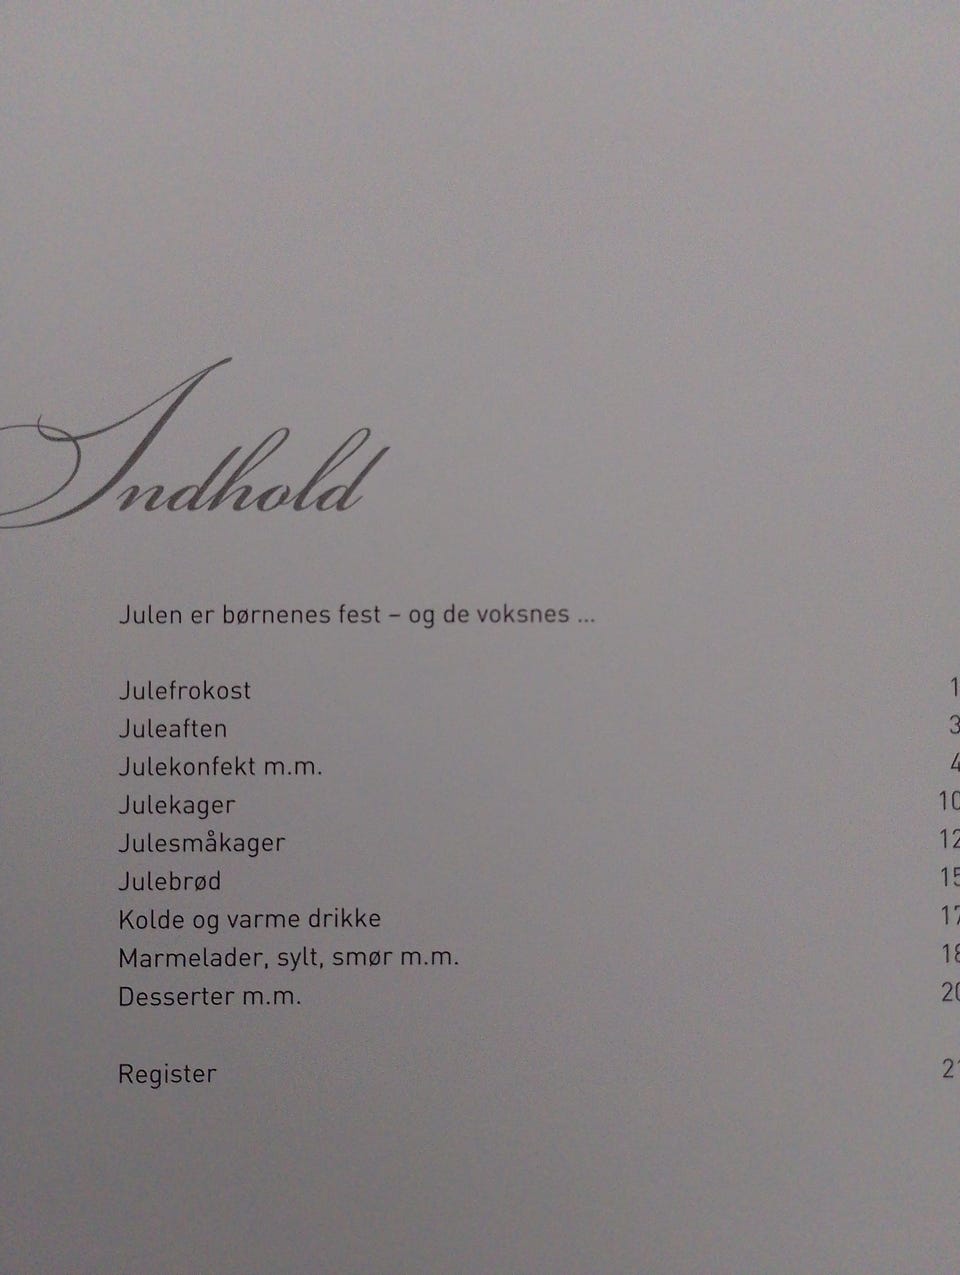 Indhold
Julen er børnenes fest – og de voksnes ...
Julefrokost
Juleaften
Julekonfekt m.m.
Julekager
Julesmåkager
Julebrød
Kolde og varme drikke
Marmelader, sylt, smør m.m.
Desserter m.m.
Register